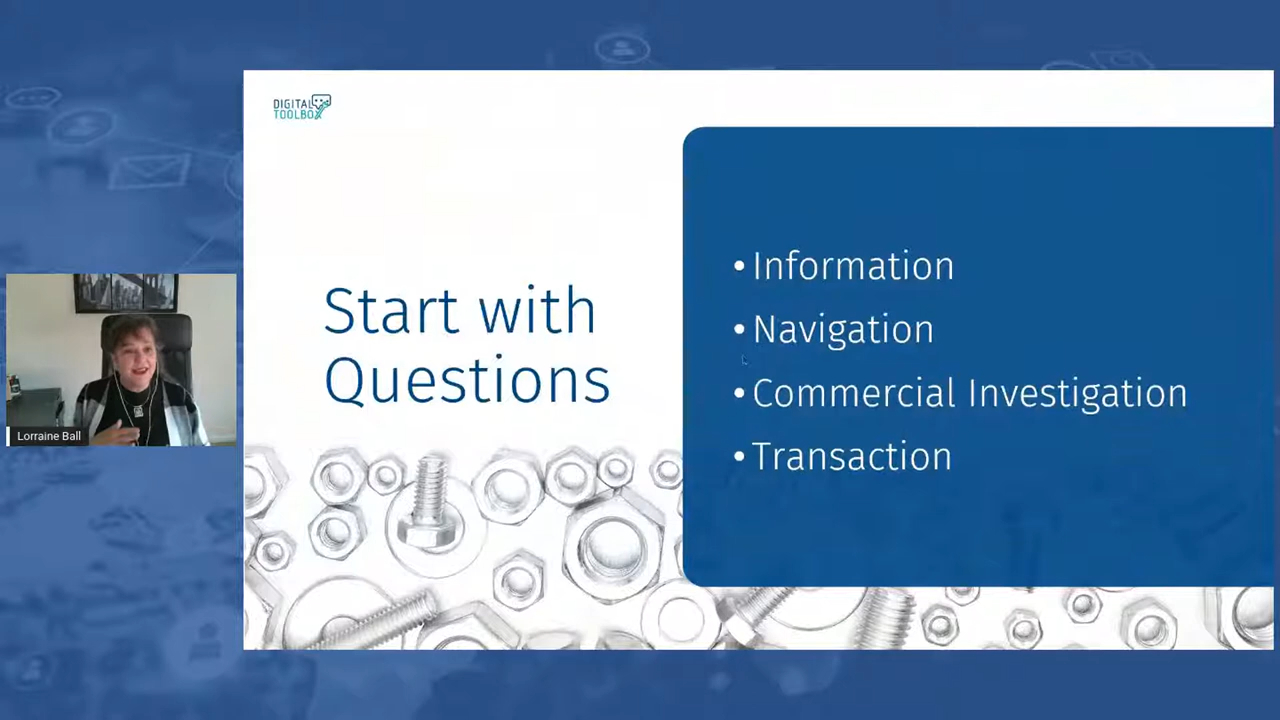 DIGITAL
TOOLBOX
Start with
Questions
• Information
• Navigation
• Commercial Investigation
• Transaction
Lorraine Ball